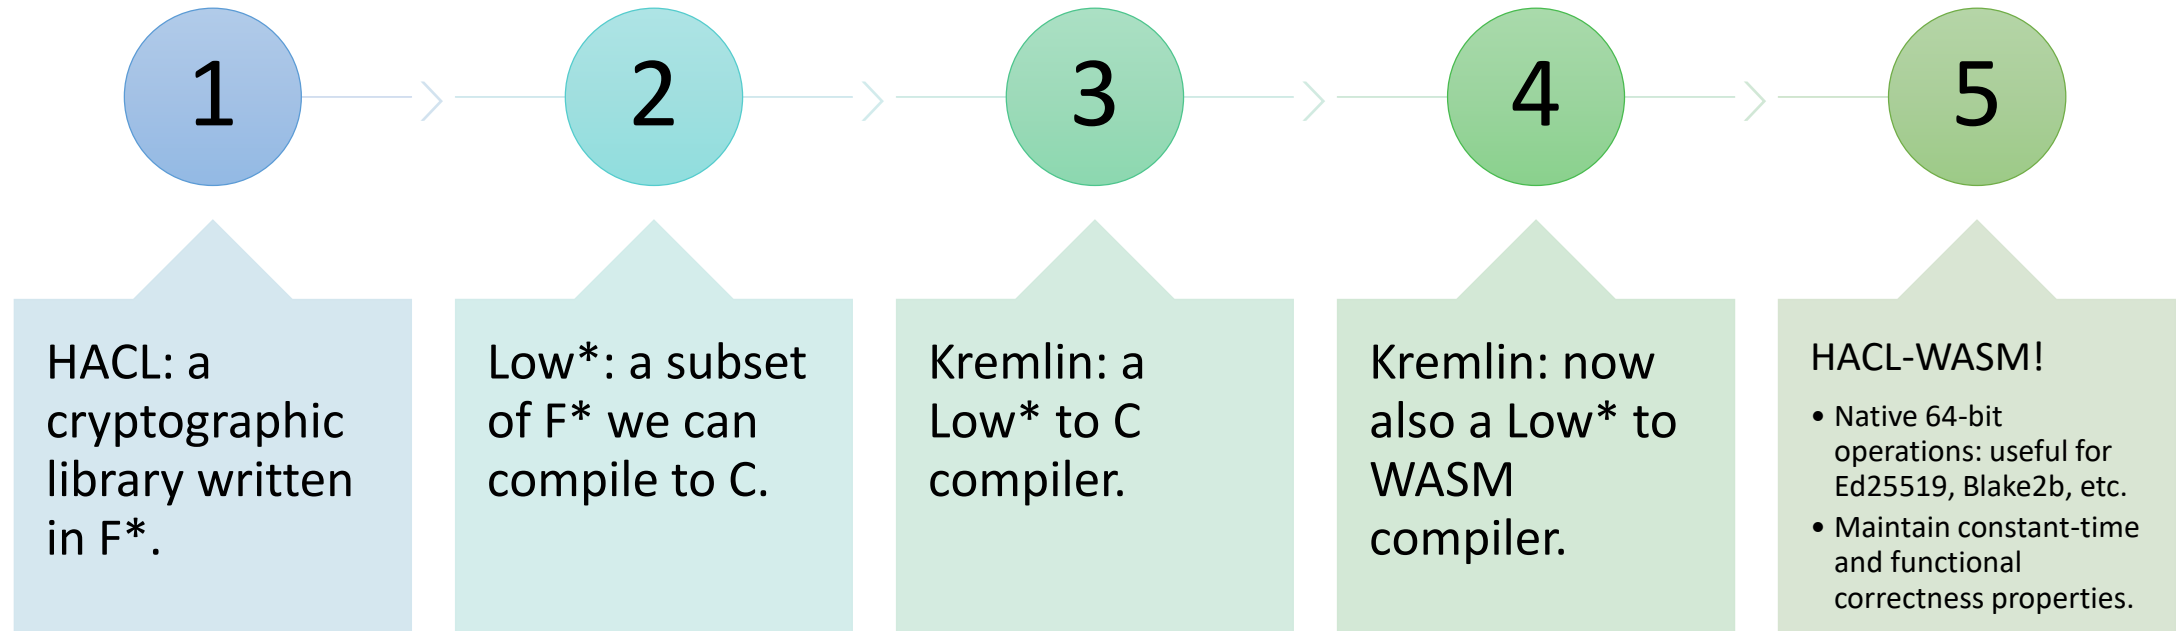 1
2
3
4
5
HACL: a
cryptographic
library written
in F*.
Low*: a subset
of F* we can
compile to C.
Kremlin: a
Low* to C
compiler.
Kremlin: now
also a Low* to
WASM
compiler.
HACL-WASM!
• Native 64-bit
operations: useful for
Ed25519, Blake2b, etc.
• Maintain constant-time
and functional
correctness properties.